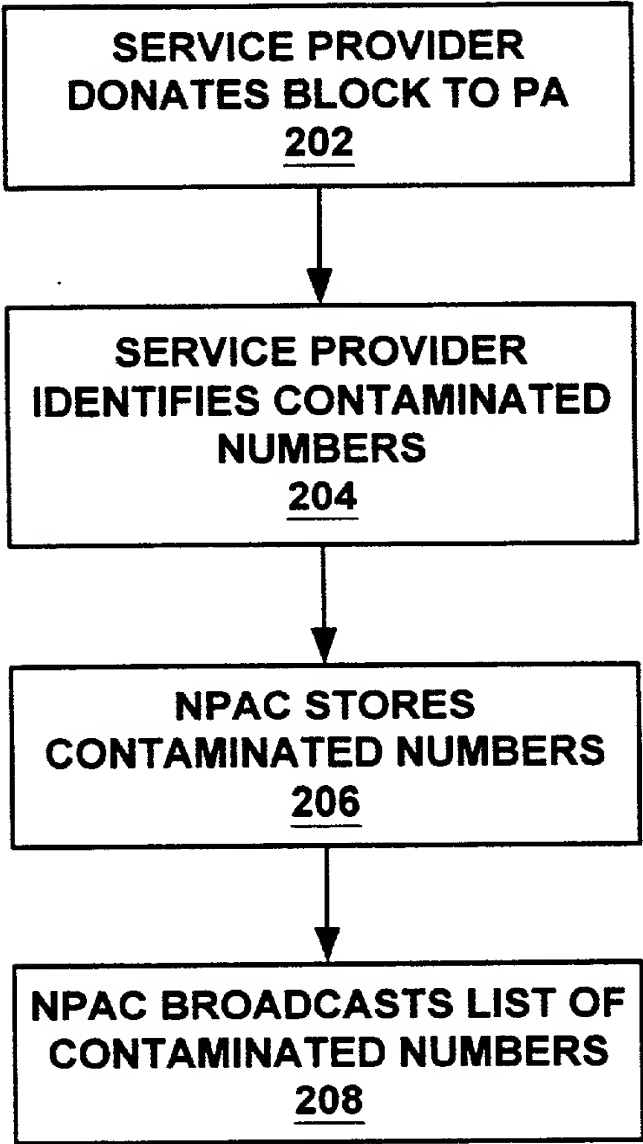 SERVICE PROVIDER
DONATES BLOCK TO PA
202
SERVICE PROVIDER
IDENTIFIES CONTAMINATED
NUMBERS
204
NPAC STORES
CONTAMINATED NUMBERS
206
NPAC BROADCASTS LIST OF
CONTAMINATED NUMBERS
208